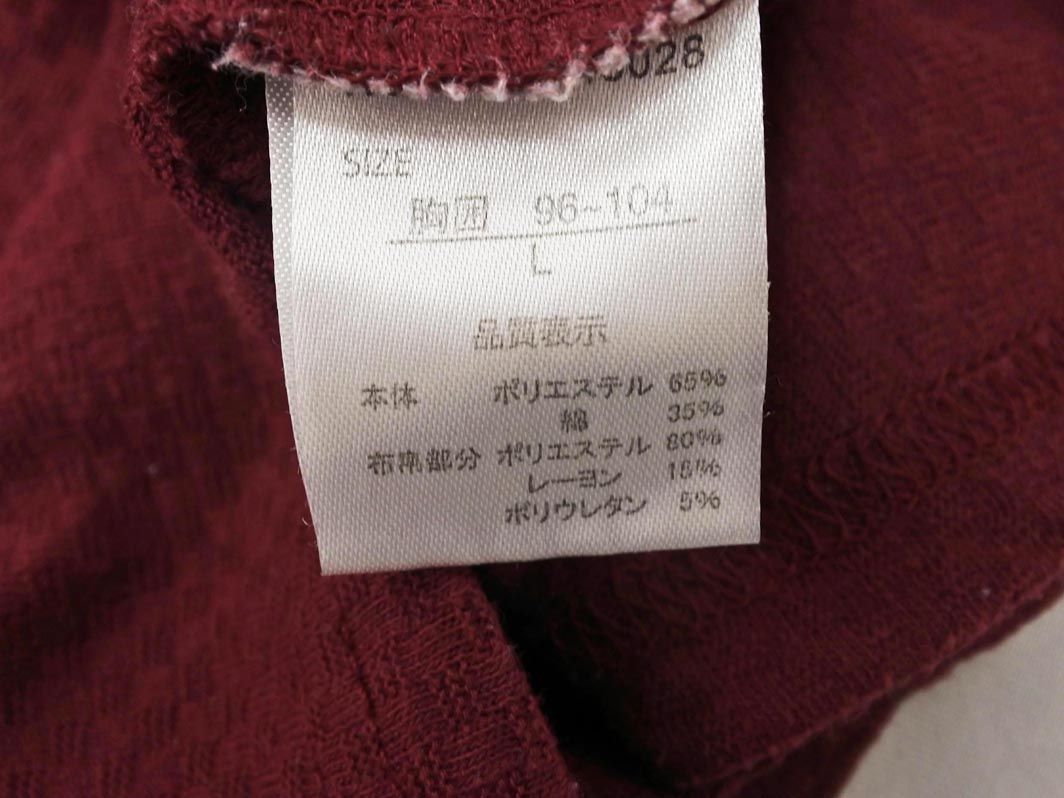 6028
SIZE
胸囲 96~104
L
品質表示
本体 ポリエステル 65%
綿 35%
布帛部分 ポリエステル 80%
レーヨン 15%
ポリウレタン 5%